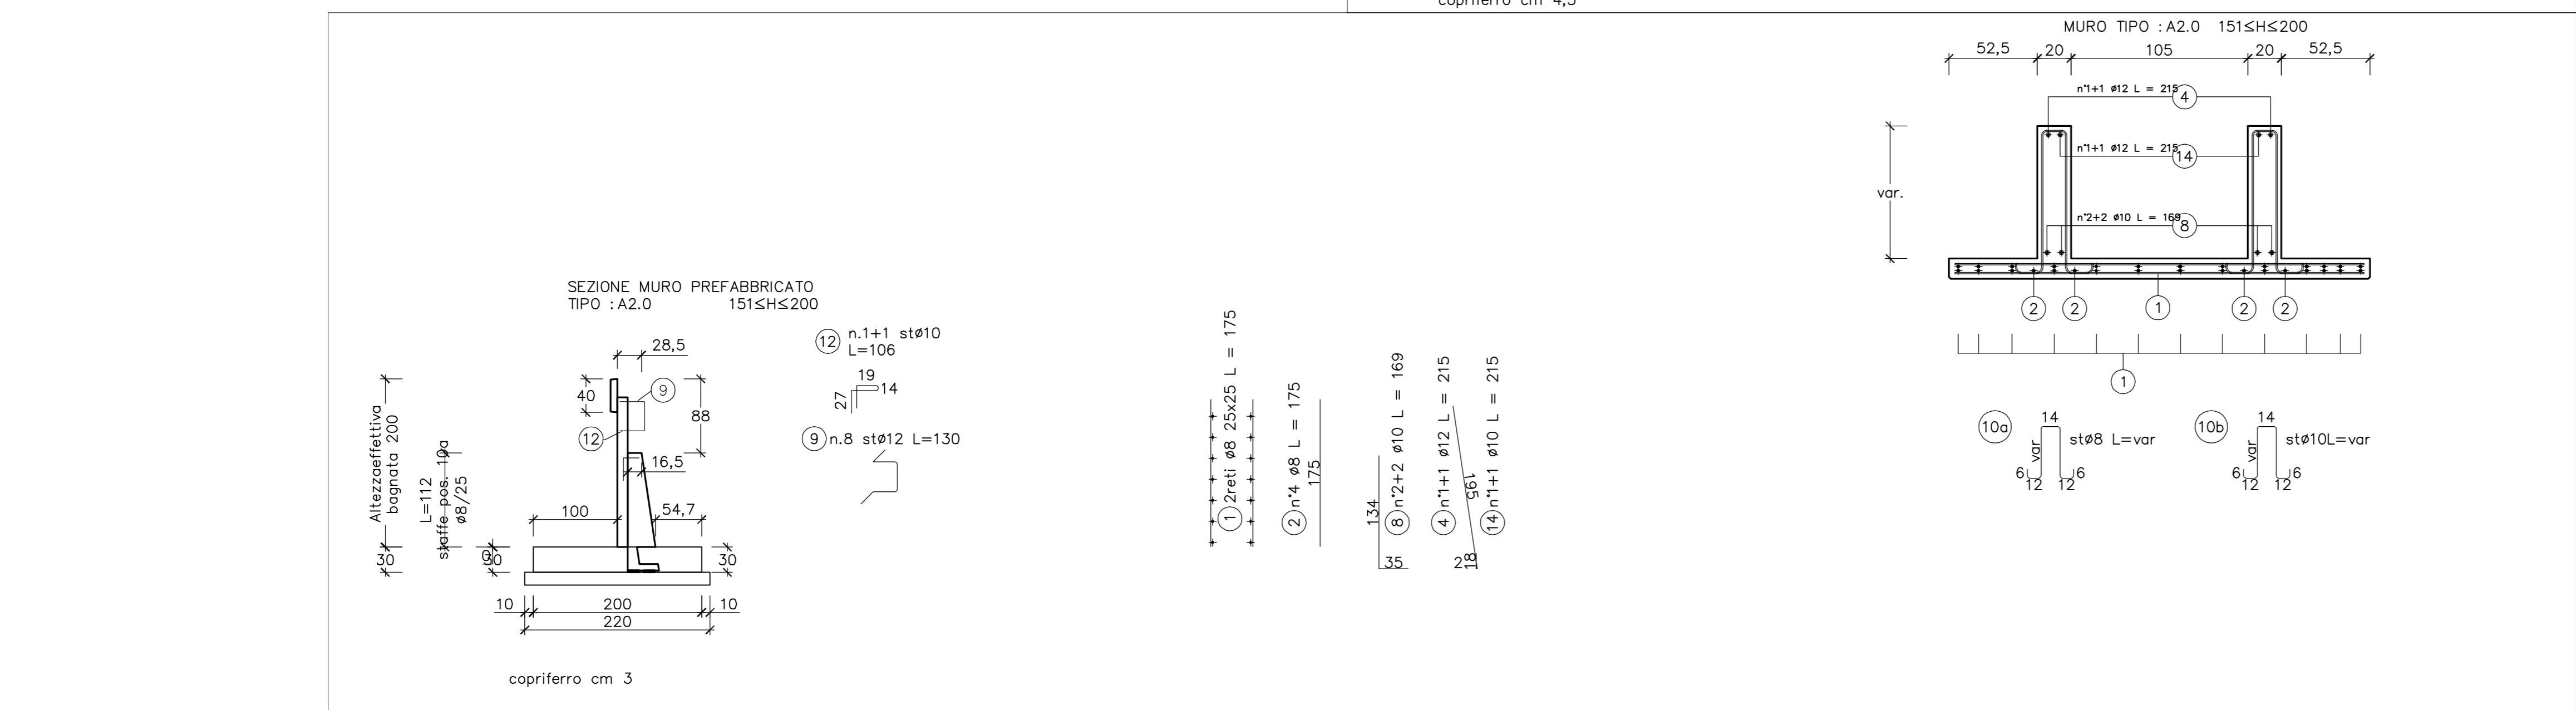 copriferro cm 4,5
MURO TIPO : A2.0 151≤H≤200
52,5 20 105 20 52,5
n°1+1 ø12 L = 215
4
n°1+1 ø12 L = 215
14
var.
n°2+2 ø10 L = 169
8
2 2 1 2 2
1
10a
14
var
stø8 L=var
6 6
12 12
10b
14
var
stø10L=var
6 6
12 12
SEZIONE MURO PREFABBRICATO
TIPO : A2.0 151≤H≤200
12 n.1+1 stø10
L=106
19
14
27
9 n.8 stø12 L=130
28,5
9
40
88
12
16,5
100
54,7
Altezzaeffettiva
bagnata 200
L=112
staffe pos. 10a
ø8/25
30
30
30
10 200 10
220
copriferro cm 3
1 2reti ø8 25x25 L = 175
2 n°4 ø8 L = 175
175
8 n°2+2 ø10 L = 169
134
35
4 n°1+1 ø12 L = 215
195
2
18
14 n°1+1 ø10 L = 215